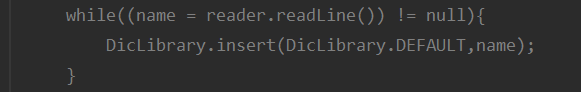 while((name = reader.readLine()) != null){
DicLibrary.insert(DicLibrary.DEFAULT,name);
}